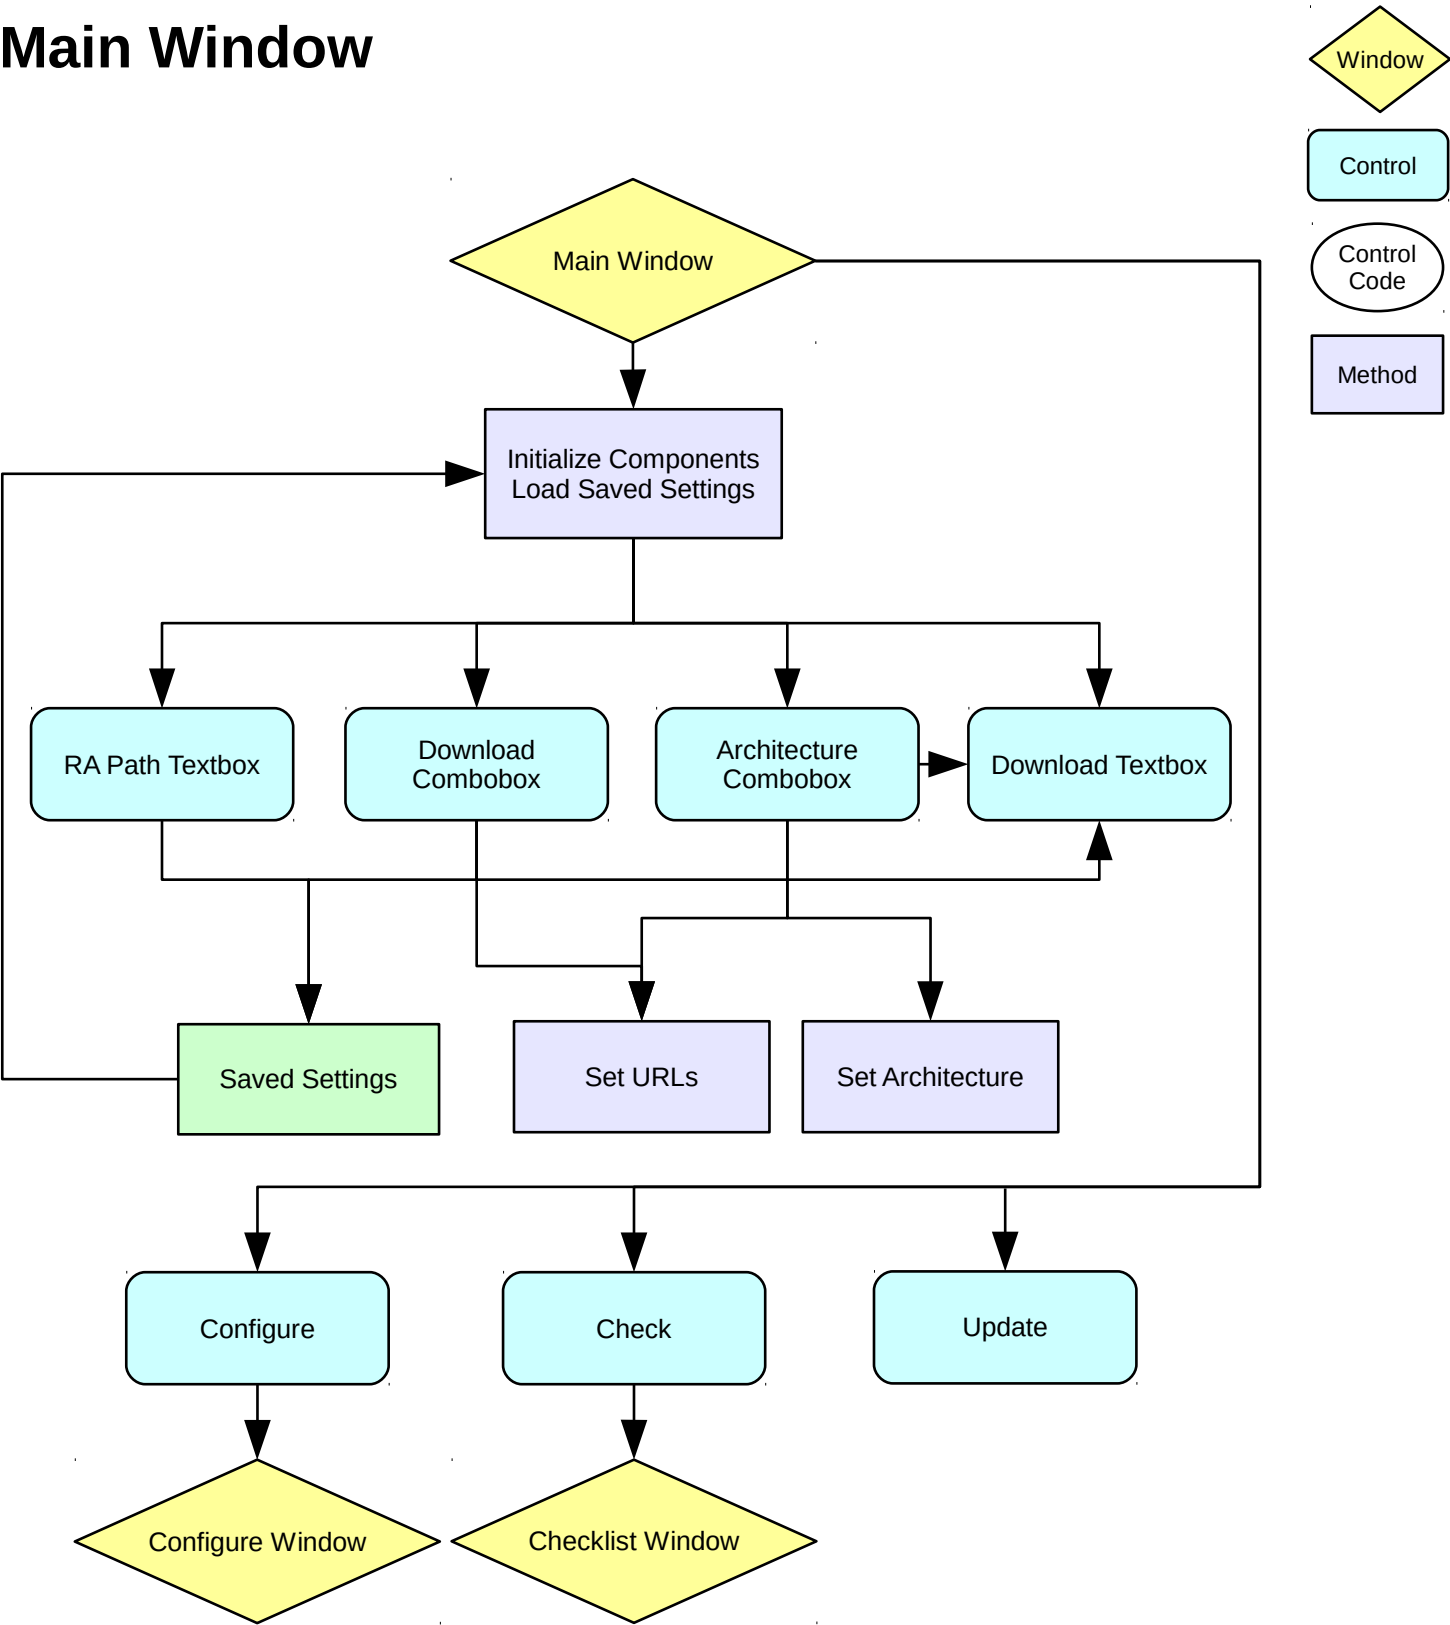 Main Window
Window
Control
Control
Code
Method
Main Window
Initialize Components
Load Saved Settings
RA Path Textbox
Download
Combobox
Architecture
Combobox
Download Textbox
Saved Settings
Set URLs
Set Architecture
Configure
Check
Update
Configure Window
Checklist Window